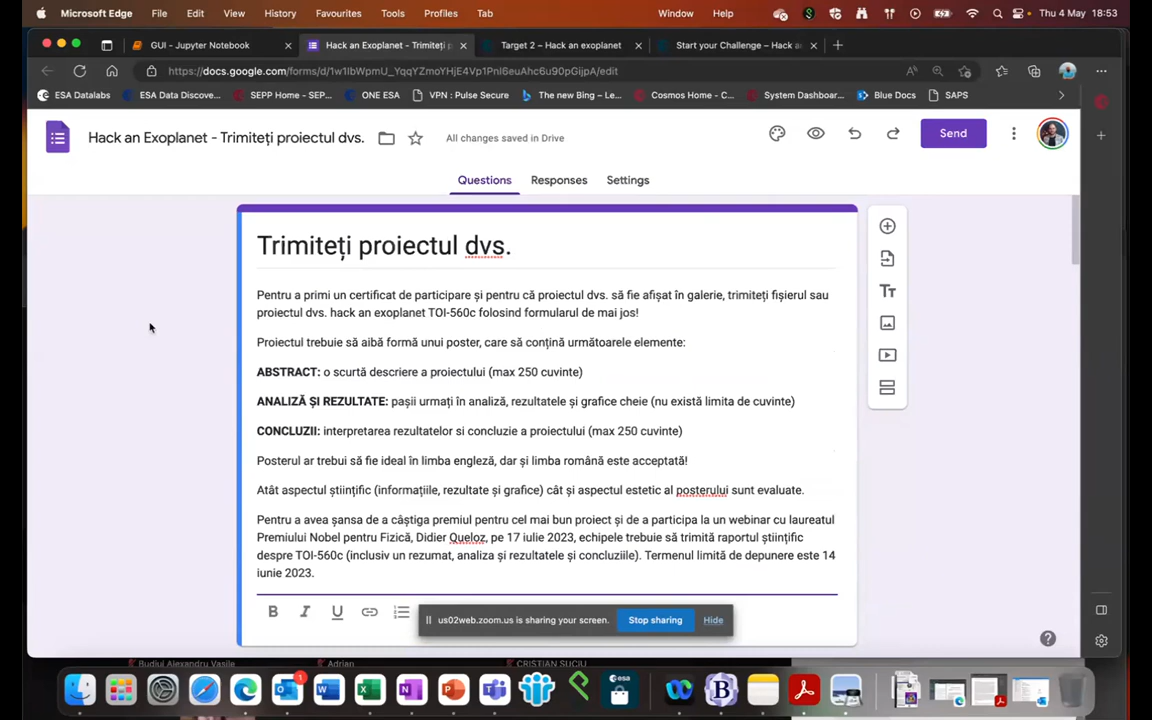 Microsoft Edge File Edit View History Favourites Tools Profiles Tab Window Help Thu 4 May 18:53
GUI - Jupyter Notebook
Hack an Exoplanet - Trimiteți p
Target 2 – Hack an exoplanet
Start your Challenge – Hack a
https://docs.google.com/forms/d/1w1IbWpmU_YqqYZmoYHjE4Vp1PnI6euAhc6u90pGijpA/edit
ESA Datalabs
ESA Data Discove...
SEPP Home - SEP...
ONE ESA
VPN : Pulse Secure
The new Bing – Le...
Cosmos Home - C...
System Dashboar...
Blue Docs
SAPS
Hack an Exoplanet - Trimiteți proiectul dvs.
All changes saved in Drive
Send
Questions Responses Settings
Trimiteți proiectul dvs.
Pentru a primi un certificat de participare și pentru că proiectul dvs. să fie afișat în galerie, trimiteți fișierul sau
proiectul dvs. hack an exoplanet TOI-560c folosind formularul de mai jos!
Proiectul trebuie să aibă formă unui poster, care să conțină următoarele elemente:
ABSTRACT: o scurtă descriere a proiectului (max 250 cuvinte)
ANALIZĂ ȘI REZULTATE: pașii urmați în analiză, rezultatele și grafice cheie (nu există limita de cuvinte)
CONCLUZII: interpretarea rezultatelor si concluzie a proiectului (max 250 cuvinte)
Posterul ar trebui să fie ideal în limba engleză, dar și limba română este acceptată!
Atât aspectul științific (informațiile, rezultate și grafice) cât și aspectul estetic al posterului sunt evaluate.
Pentru a avea șansa de a câștiga premiul pentru cel mai bun proiect și de a participa la un webinar cu laureatul
Premiului Nobel pentru Fizică, Didier Queloz, pe 17 iulie 2023, echipele trebuie să trimită raportul științific
despre TOI-560c (inclusiv un rezumat, analiza și rezultatele și concluziile). Termenul limită de depunere este 14
iunie 2023.
us02web.zoom.us is sharing your screen.
Stop sharing
Hide
Budiul Alexandru Vasile
Adrian
CRISTIAN SUCIU
esa